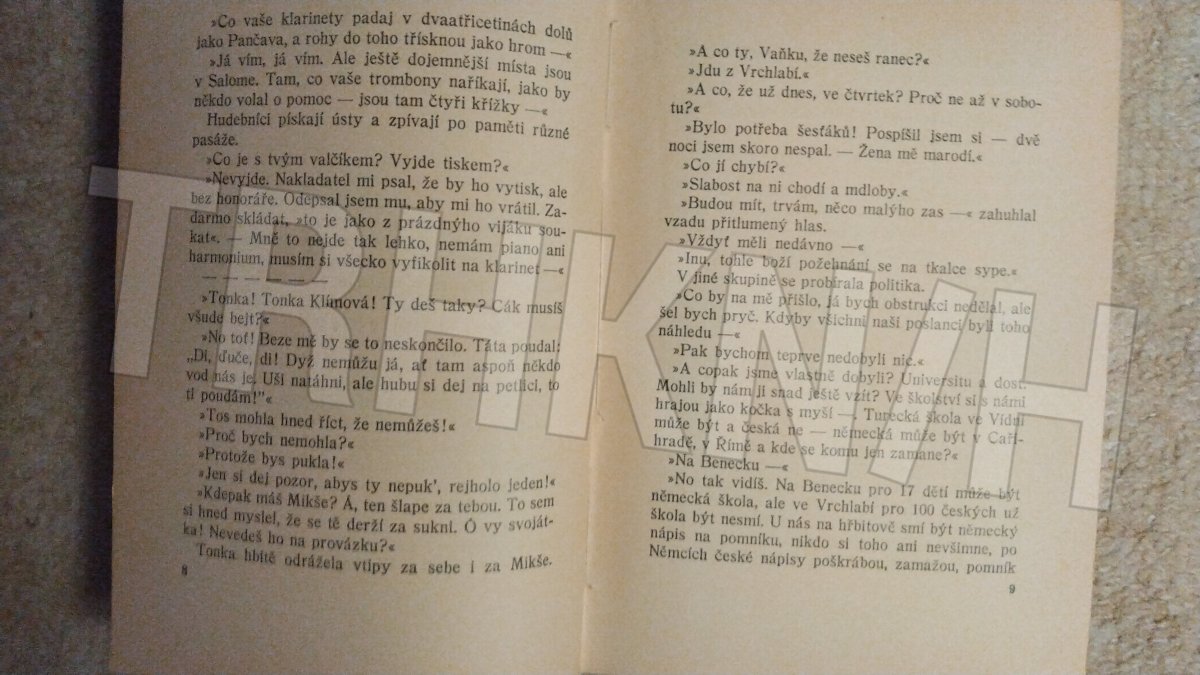 »Co vaše klarinety padaj v dvaatřicetinách dolů
jako Pančava, a rohy do toho třísknou jako hrom —«
»Já vím, já vím. Ale ještě dojemnější místa jsou
v Salome. Tam, co vaše trombony naříkají, jako by
někdo volal o pomoc — jsou tam čtyři křížky —«
Hudebníci pískají ústy a zpívají po paměti různé
pasáže.
»Co je s tvým valčíkem? Vyjde tiskem?«
»Nevyjde. Nakladatel mi psal, že by ho vytisk, ale
bez honoráře. Odepsal jsem mu, aby mi ho vrátil. Za-
darmo skládat, »to je jako z prázdnýho vijáku sou-
kat«. — Mně to nejde tak lehko, nemám piano ani
harmonium, musím si všecko vyfikolit na klarinet —«
— — — — —
»Tonka! Tonka Klímová! Ty deš taky? Cák musíš
všude bejt?«
»No toť! Beze mě by se to neskončilo. Táta poudal:
„Di, ďuče, di! Dyž nemůžu já, ať tam aspoň někdo
vod nás je. Uši natáhni, ale hubu si dej na petlici, to
ti poudám!"«
»Tos mohla hned říct, že nemůžeš!«
»Proč bych nemohla?«
»Protože bys pukla!«
»Jen si dej pozor, abys ty nepuk', rejholo jeden!«
»Kdepak máš Mikše? Á, ten šlape za tebou. To sem
si hned myslel, že se tě derží za sukni. Ó vy svoját-
ka! Nevedeš ho na provázku?«
Tonka hbitě odrážela vtipy za sebe i za Mikše.
8
»A co ty, Vaňku, že neseš ranec?«
»Jdu z Vrchlabí.«
»A co, že už dnes, ve čtvrtek? Proč ne až v sobo-
tu?«
»Bylo potřeba šesťáků! Pospíšil jsem si — dvě
noci jsem skoro nespal. — Žena mě marodí.«
»Co jí chybí?«
»Slabost na ni chodí a mdloby.«
»Budou mít, trvám, něco malýho zas —« zahuhlal
vzadu přitlumený hlas.
»Vždyť měli nedávno —«
»Inu, tohle boží požehnání se na tkalce sype.«
V jiné skupině se probírala politika.
»Co by na mě přišlo, já bych obstrukci nedělal, ale
šel bych pryč. Kdyby všichni naši poslanci byli toho
náhledu —«
»Pak bychom teprve nedobyli nic.«
»A copak jsme vlastně dobyli? Universitu a dost.
Mohli by nám ji snad ještě vzít? Ve školství si s námi
hrajou jako kočka s myší —. Turecká škola ve Vídni
může být a česká ne — německá může být v Caři-
hradě, v Římě a kde se komu jen zamane?«
»Na Benecku —«
»No tak vidíš. Na Benecku pro 17 dětí může být
německá škola, ale ve Vrchlabí pro 100 českých už
škola být nesmí. U nás na hřbitově smí být německý
nápis na pomníku, nikdo si toho ani nevšimne, po
Němcích české nápisy poškrábou, zamažou, pomník
9
TRHKNIH